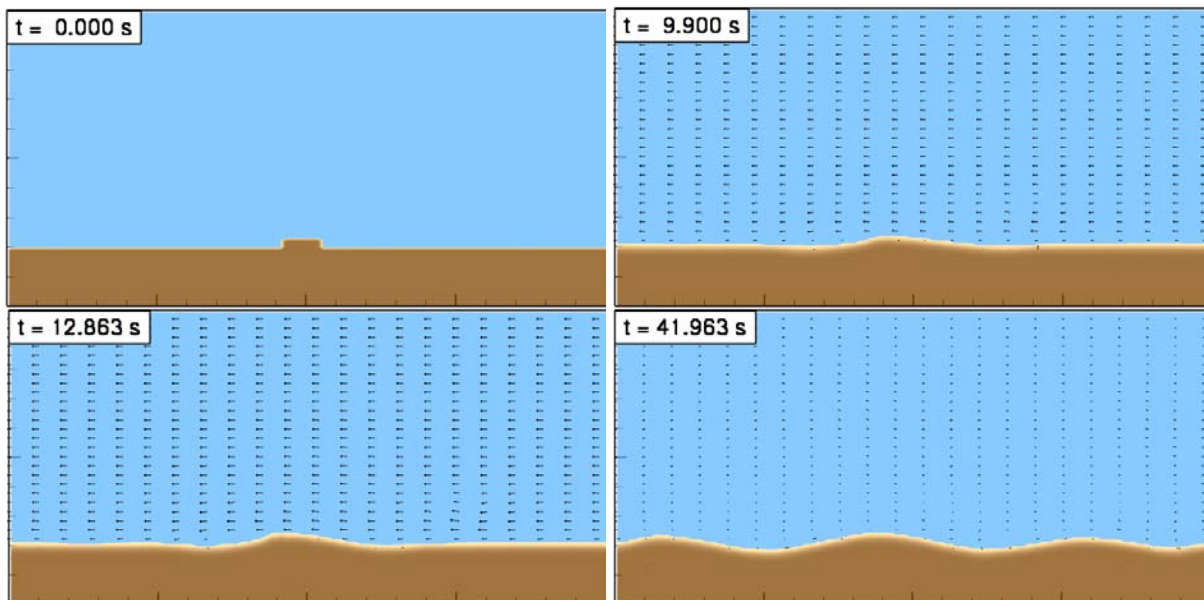 t = 0.000 s
t = 9.900 s
t = 12.863 s
t = 41.963 s